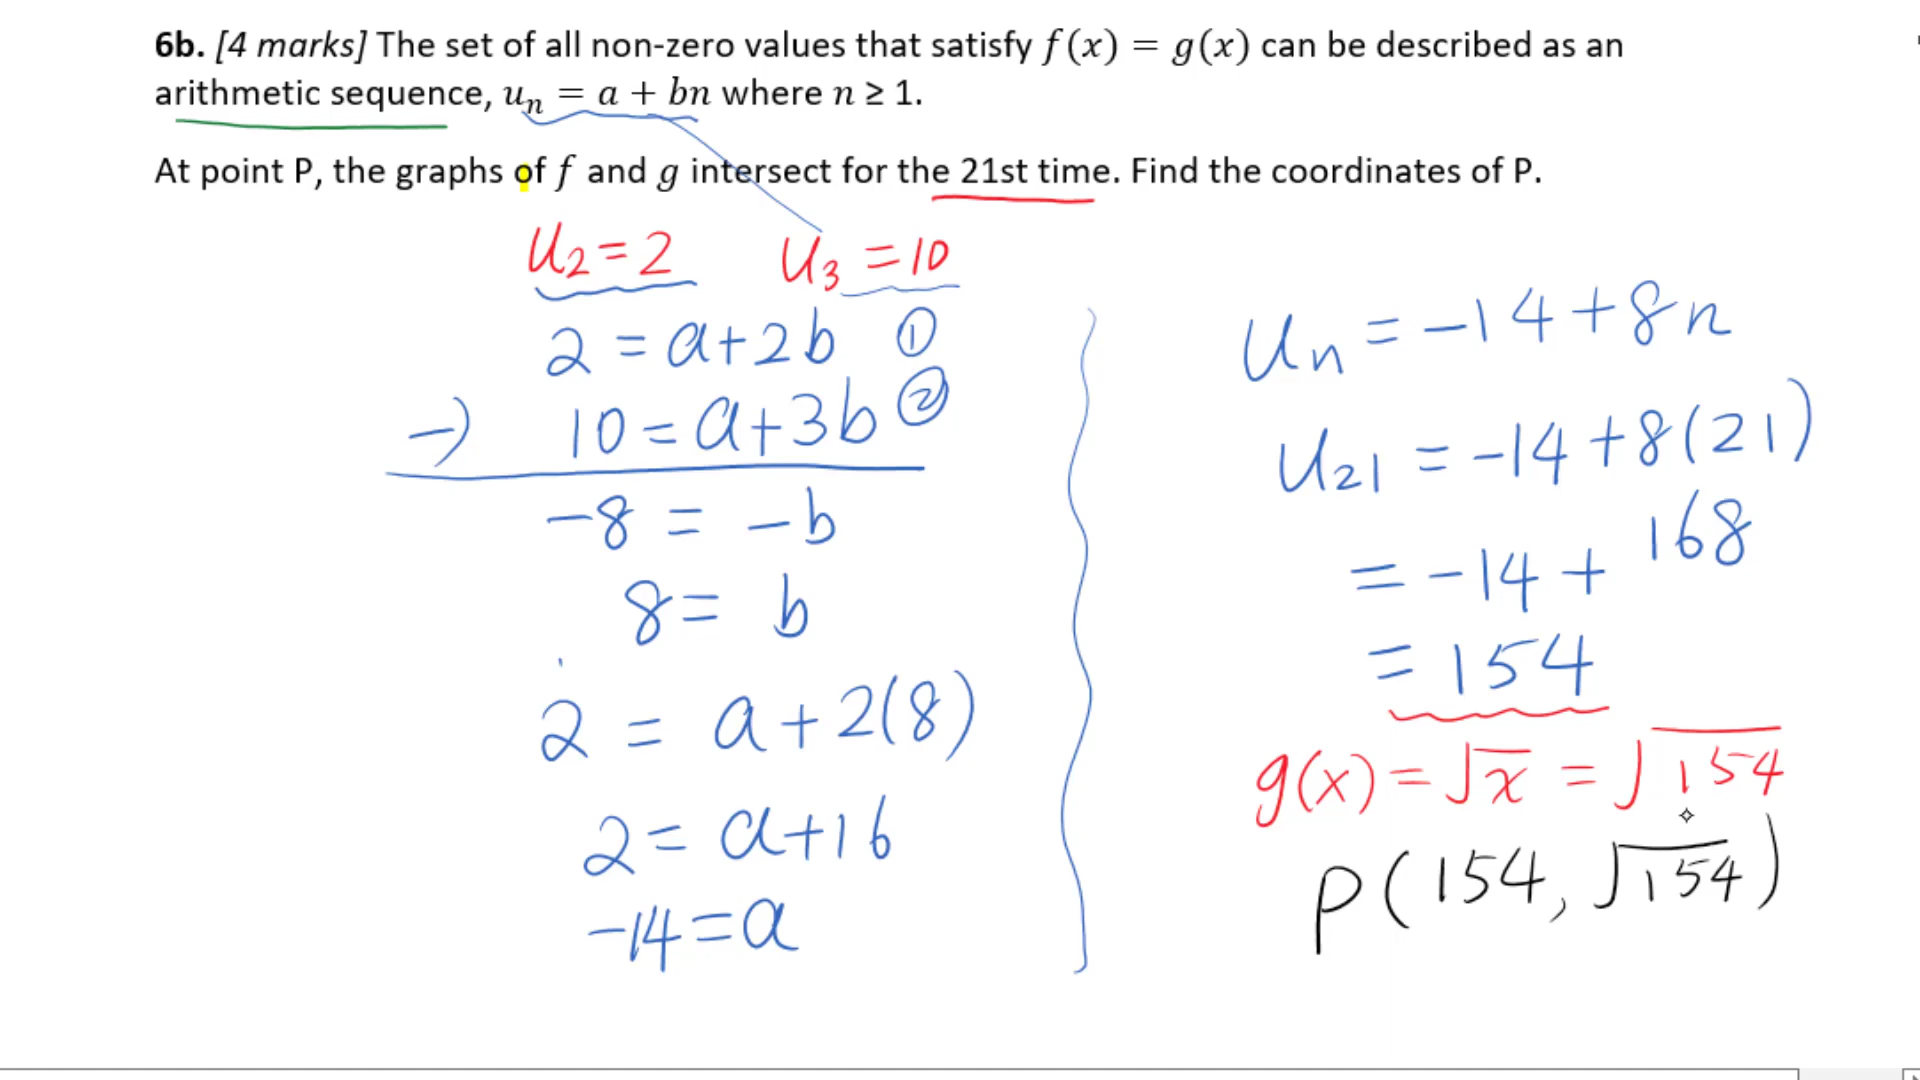 6b. [4 marks] The set of all non-zero values that satisfy f(x) = g(x) can be described as an
arithmetic sequence, uₙ = a + bn where n ≥ 1.
At point P, the graphs of f and g intersect for the 21st time. Find the coordinates of P.
U₂ = 2 U₃ = 10
2 = a + 2b ①
-) 10 = a + 3b ②
-8 = -b
8 = b
2 = a + 2(8)
2 = a + 16
-14 = a
Uₙ = -14 + 8n
U₂₁ = -14 + 8(21)
= -14 + 168
= 154
g(x) = √x = √154
P(154, √154)